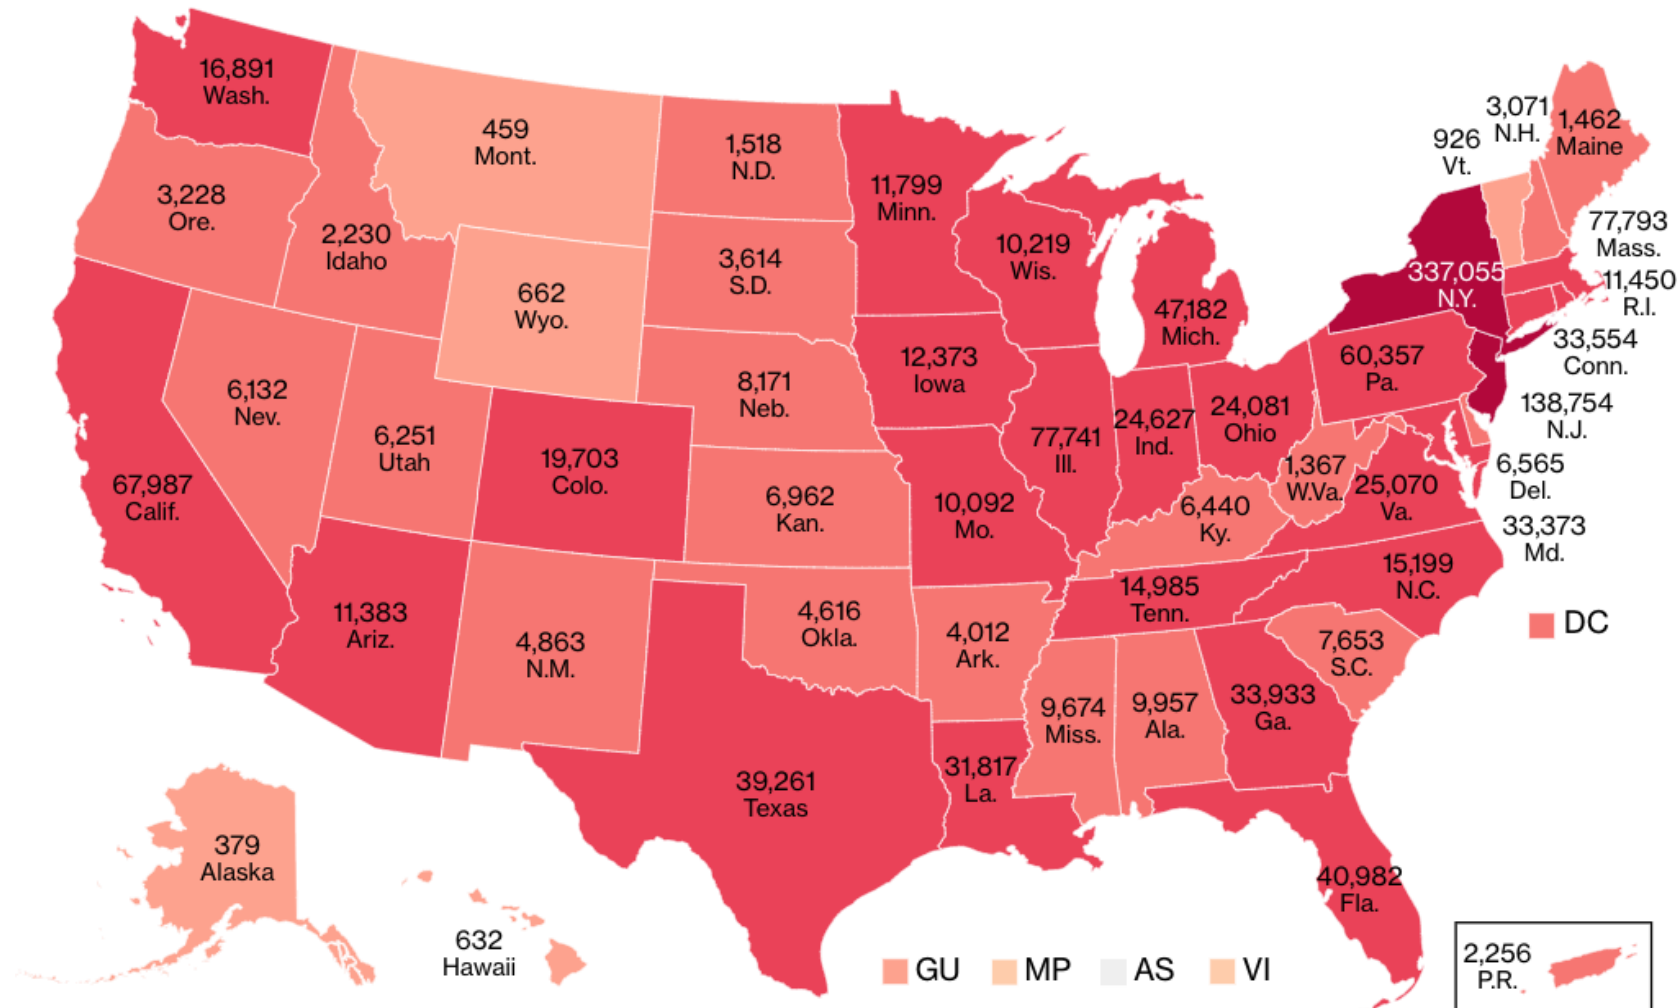 16,891
Wash.
459
Mont.
1,518
N.D.
11,799
Minn.
926
Vt.
3,071
N.H.
1,462
Maine
3,228
Ore.
2,230
Idaho
662
Wyo.
3,614
S.D.
10,219
Wis.
47,182
Mich.
337,055
N.Y.
77,793
Mass.
11,450
R.I.
33,554
Conn.
6,132
Nev.
6,251
Utah
19,703
Colo.
8,171
Neb.
12,373
Iowa
77,741
Ill.
24,627
Ind.
24,081
Ohio
60,357
Pa.
138,754
N.J.
67,987
Calif.
6,962
Kan.
10,092
Mo.
6,440
Ky.
1,367
W.Va.
25,070
Va.
6,565
Del.
33,373
Md.
11,383
Ariz.
4,863
N.M.
4,616
Okla.
4,012
Ark.
14,985
Tenn.
15,199
N.C.
DC
39,261
Texas
31,817
La.
9,674
Miss.
9,957
Ala.
33,933
Ga.
7,653
S.C.
40,982
Fla.
379
Alaska
632
Hawaii
GU
MP
AS
VI
2,256
P.R.